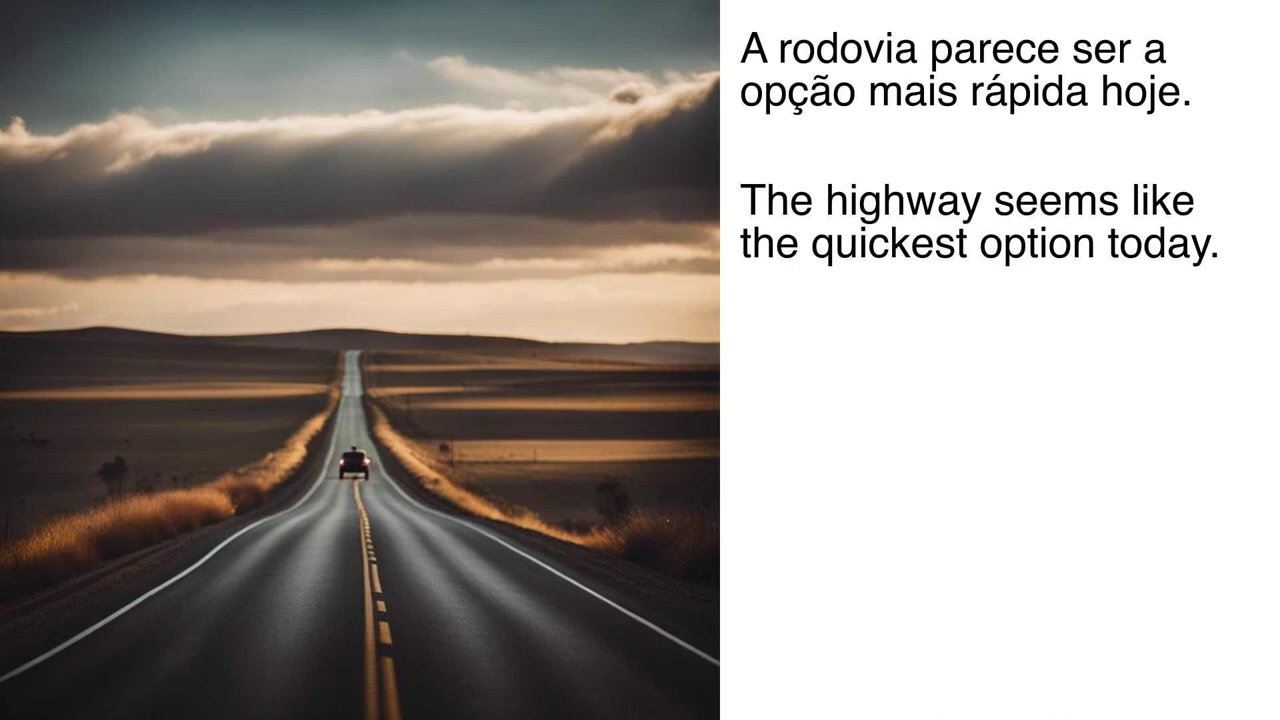 A rodovia parece ser a
opção mais rápida hoje.
The highway seems like
the quickest option today.